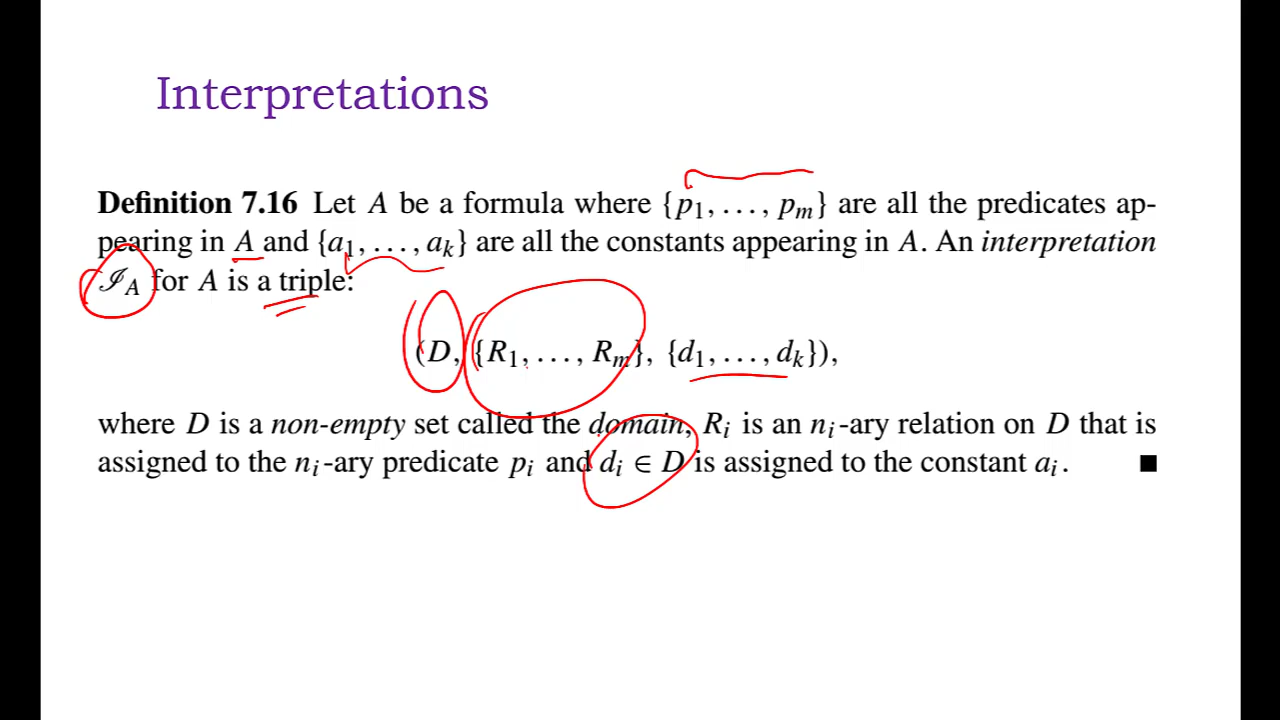 Interpretations
Definition 7.16 Let A be a formula where {p₁, . . . , pₘ} are all the predicates ap-
pearing in A and {a₁, . . . , aₖ} are all the constants appearing in A. An interpretation
ℐ_A for A is a triple:
(D, {R₁, . . . , Rₘ}, {d₁, . . . , dₖ}),
where D is a non-empty set called the domain, Rᵢ is an nᵢ-ary relation on D that is
assigned to the nᵢ-ary predicate pᵢ and dᵢ ∈ D is assigned to the constant aᵢ. ■